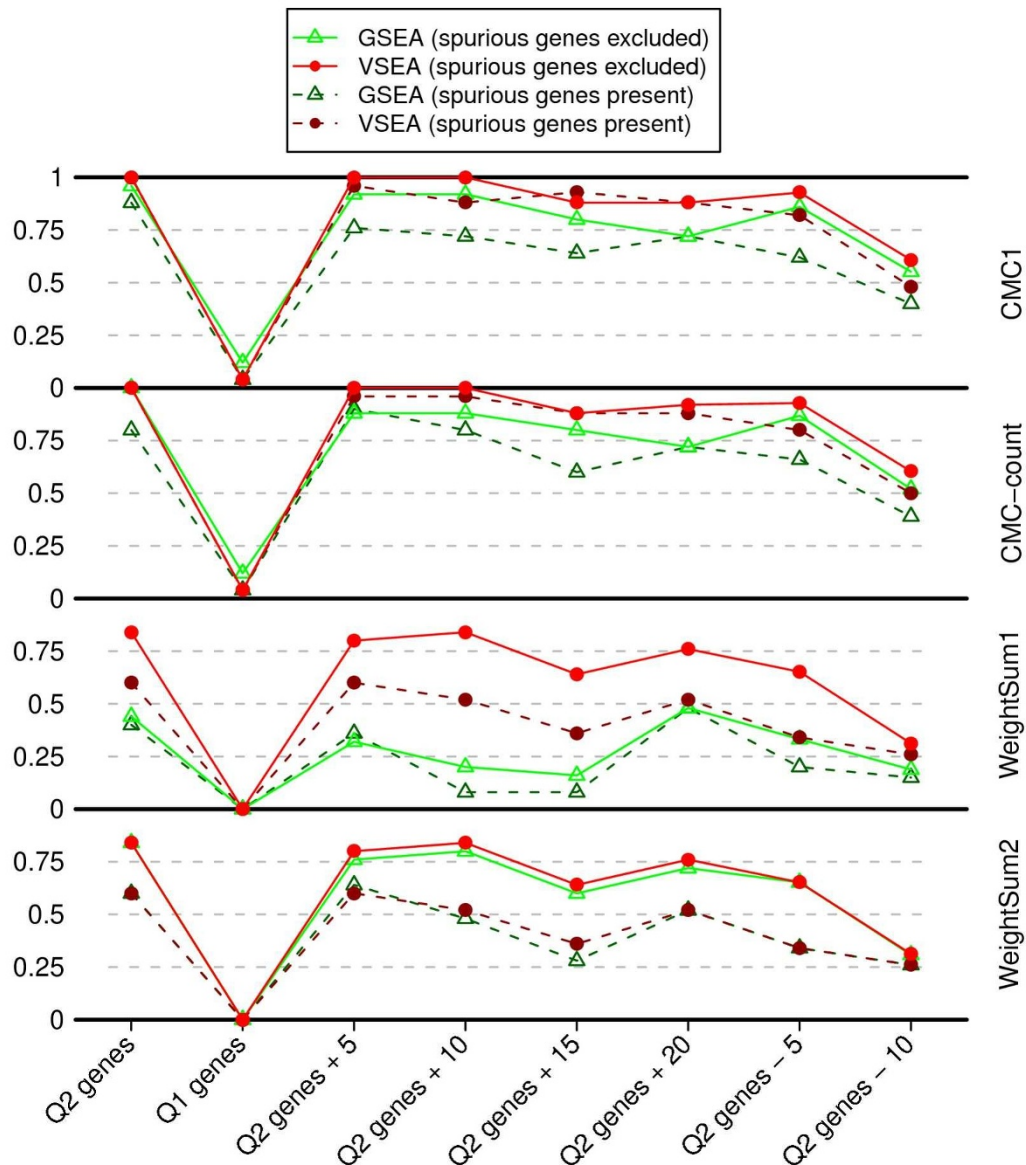 GSEA (spurious genes excluded)
VSEA (spurious genes excluded)
GSEA (spurious genes present)
VSEA (spurious genes present)
1
0.75
0.5
0.25
0
CMC1
0.75
0.5
0.25
0
CMC−count
0.75
0.5
0.25
0
WeightSum1
0.75
0.5
0.25
0
WeightSum2
Q2 genes
Q1 genes
Q2 genes + 5
Q2 genes + 10
Q2 genes + 15
Q2 genes + 20
Q2 genes − 5
Q2 genes − 10